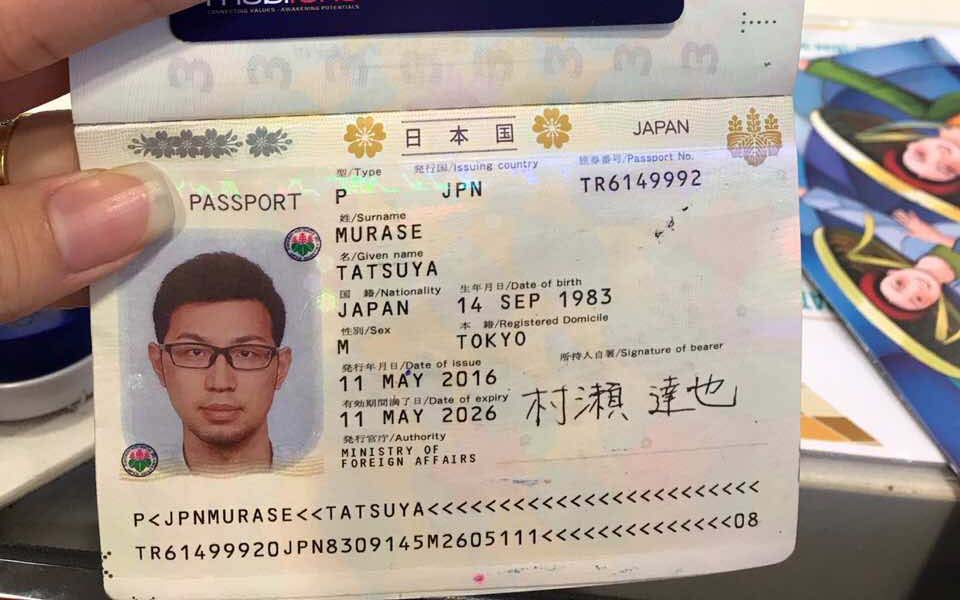 CONNECTING VALUES - AWAKENING POTENTIALS
日本国
JAPAN
PASSPORT
型/Type
発行国/Issuing country
旅券番号/Passport No.
P
JPN
TR6149992
姓/Surname
MURASE
名/Given name
TATSUYA
国籍/Nationality
生年月日/Date of birth
JAPAN
14 SEP 1983
性別/Sex
本籍/Registered Domicile
M
TOKYO
発行年月日/Date of issue
所持人自署/Signature of bearer
11 MAY 2016
有効期間満了日/Date of expiry
村瀬 達也
11 MAY 2026
発行官庁/Authority
MINISTRY OF
FOREIGN AFFAIRS
P<JPNMURASE<<TATSUYA<<<<<<<<<<<<<<<<<<<<<<<<
TR61499920JPN8309145M2605111<<<<<<<<<<<<<<08